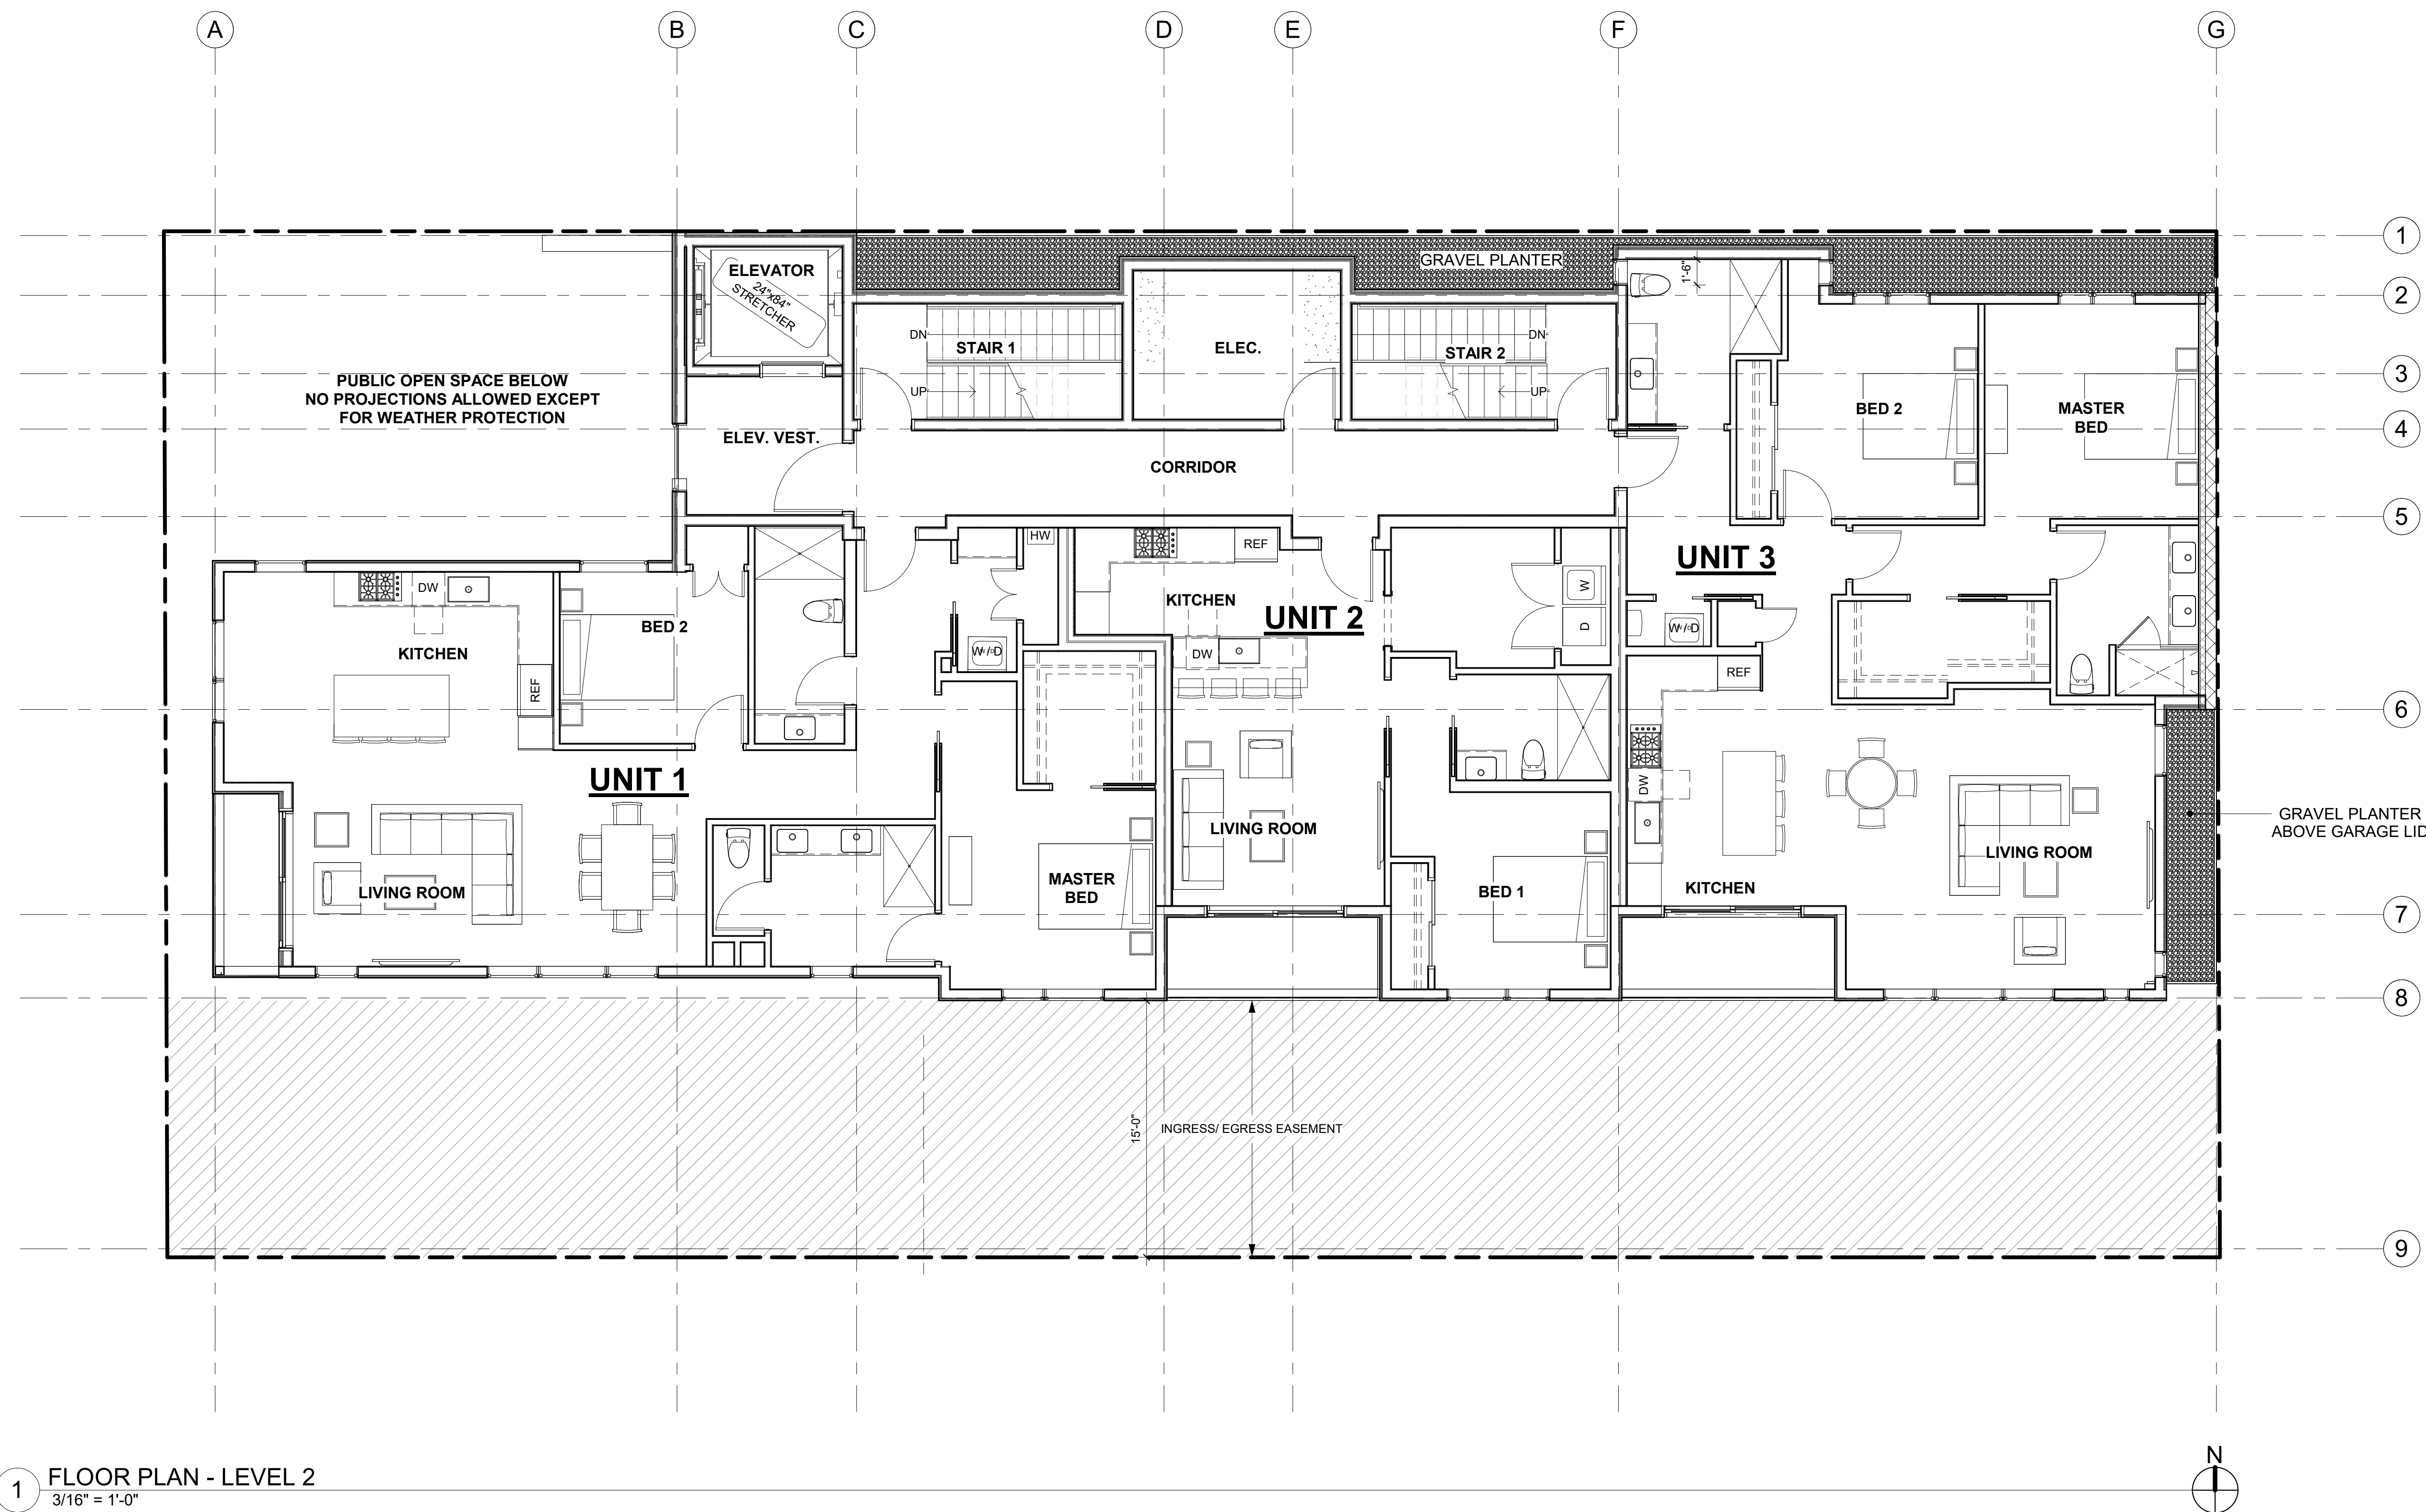 A
B
C
D
E
F
G
1
GRAVEL PLANTER
1'-6"
ELEVATOR
24"x84"
STRETCHER
2
DN
STAIR 1
ELEC.
STAIR 2
DN
3
PUBLIC OPEN SPACE BELOW
NO PROJECTIONS ALLOWED EXCEPT
FOR WEATHER PROTECTION
UP
UP
BED 2
MASTER
BED
4
ELEV. VEST.
CORRIDOR
5
HW
REF
UNIT 3
DW
KITCHEN
UNIT 2
W
D
BED 2
KITCHEN
W/D
DW
W/D
REF
REF
6
UNIT 1
DW
LIVING ROOM
GRAVEL PLANTER
ABOVE GARAGE LID
LIVING ROOM
MASTER
BED
LIVING ROOM
BED 1
KITCHEN
7
8
15'-0"
INGRESS/ EGRESS EASEMENT
9
N
1
FLOOR PLAN - LEVEL 2
3/16" = 1'-0"